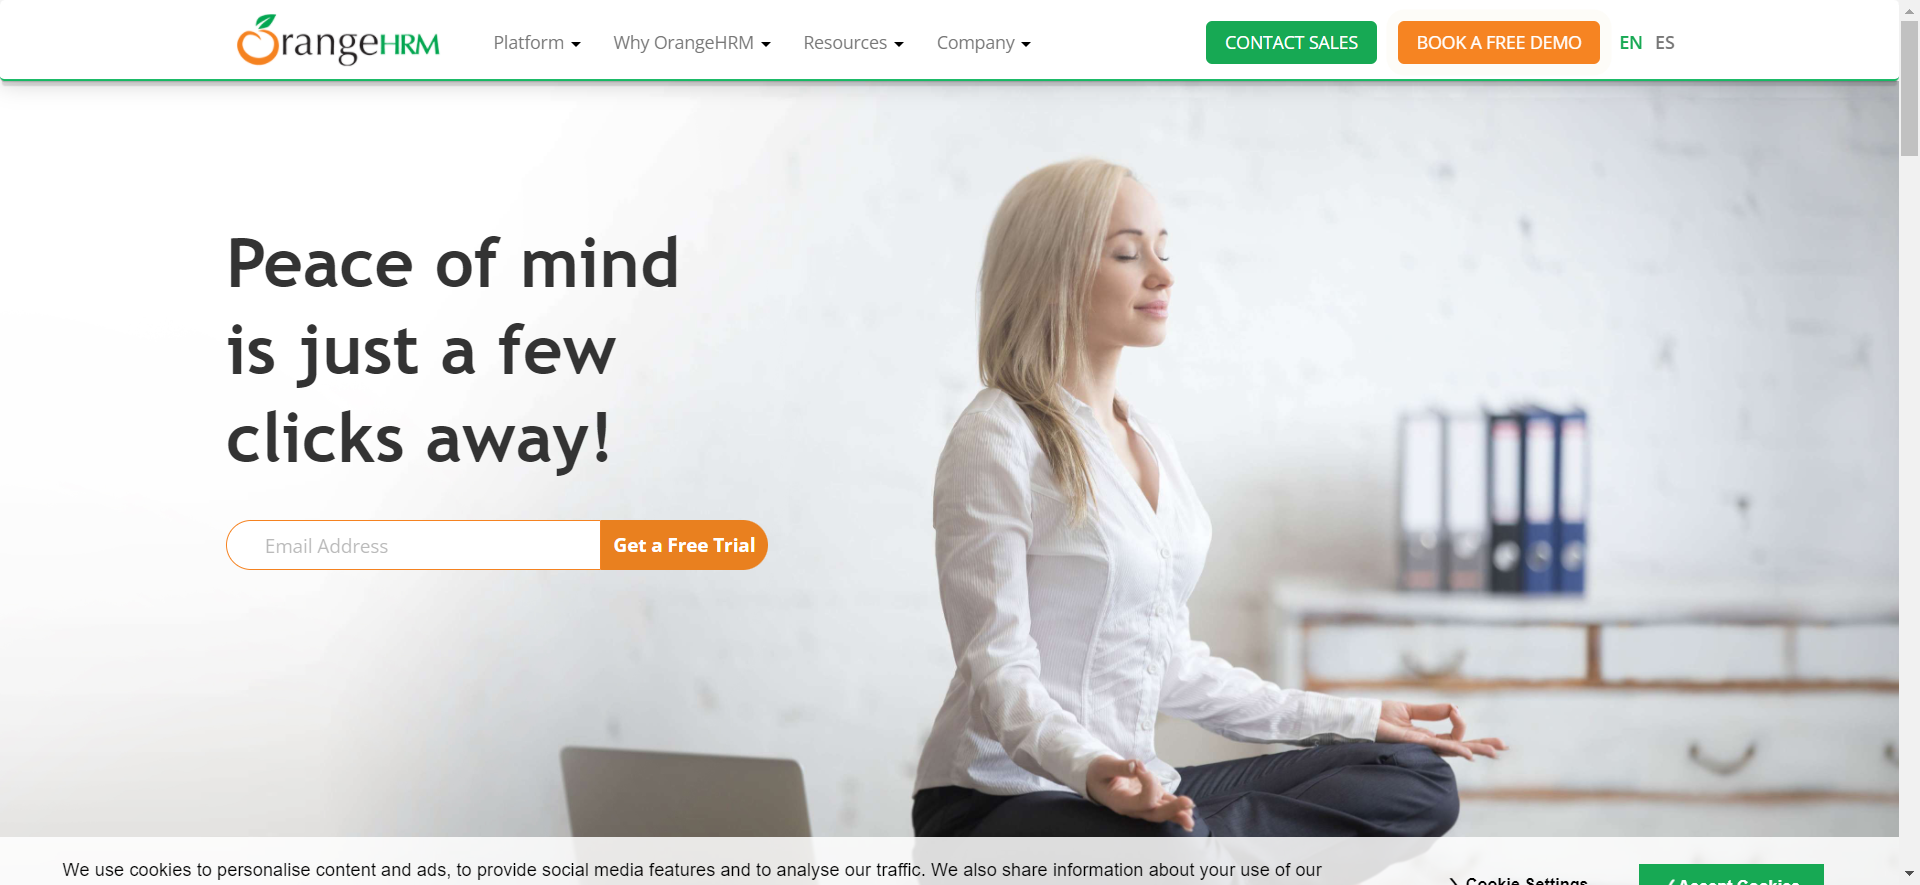 OrangeHRM
Platform
Why OrangeHRM
Resources
Company
CONTACT SALES
BOOK A FREE DEMO
EN ES
Peace of mind
is just a few
clicks away!
Email Address
Get a Free Trial
We use cookies to personalise content and ads, to provide social media features and to analyse our traffic. We also share information about your use of our
Cookie Settings
Accept Cookies